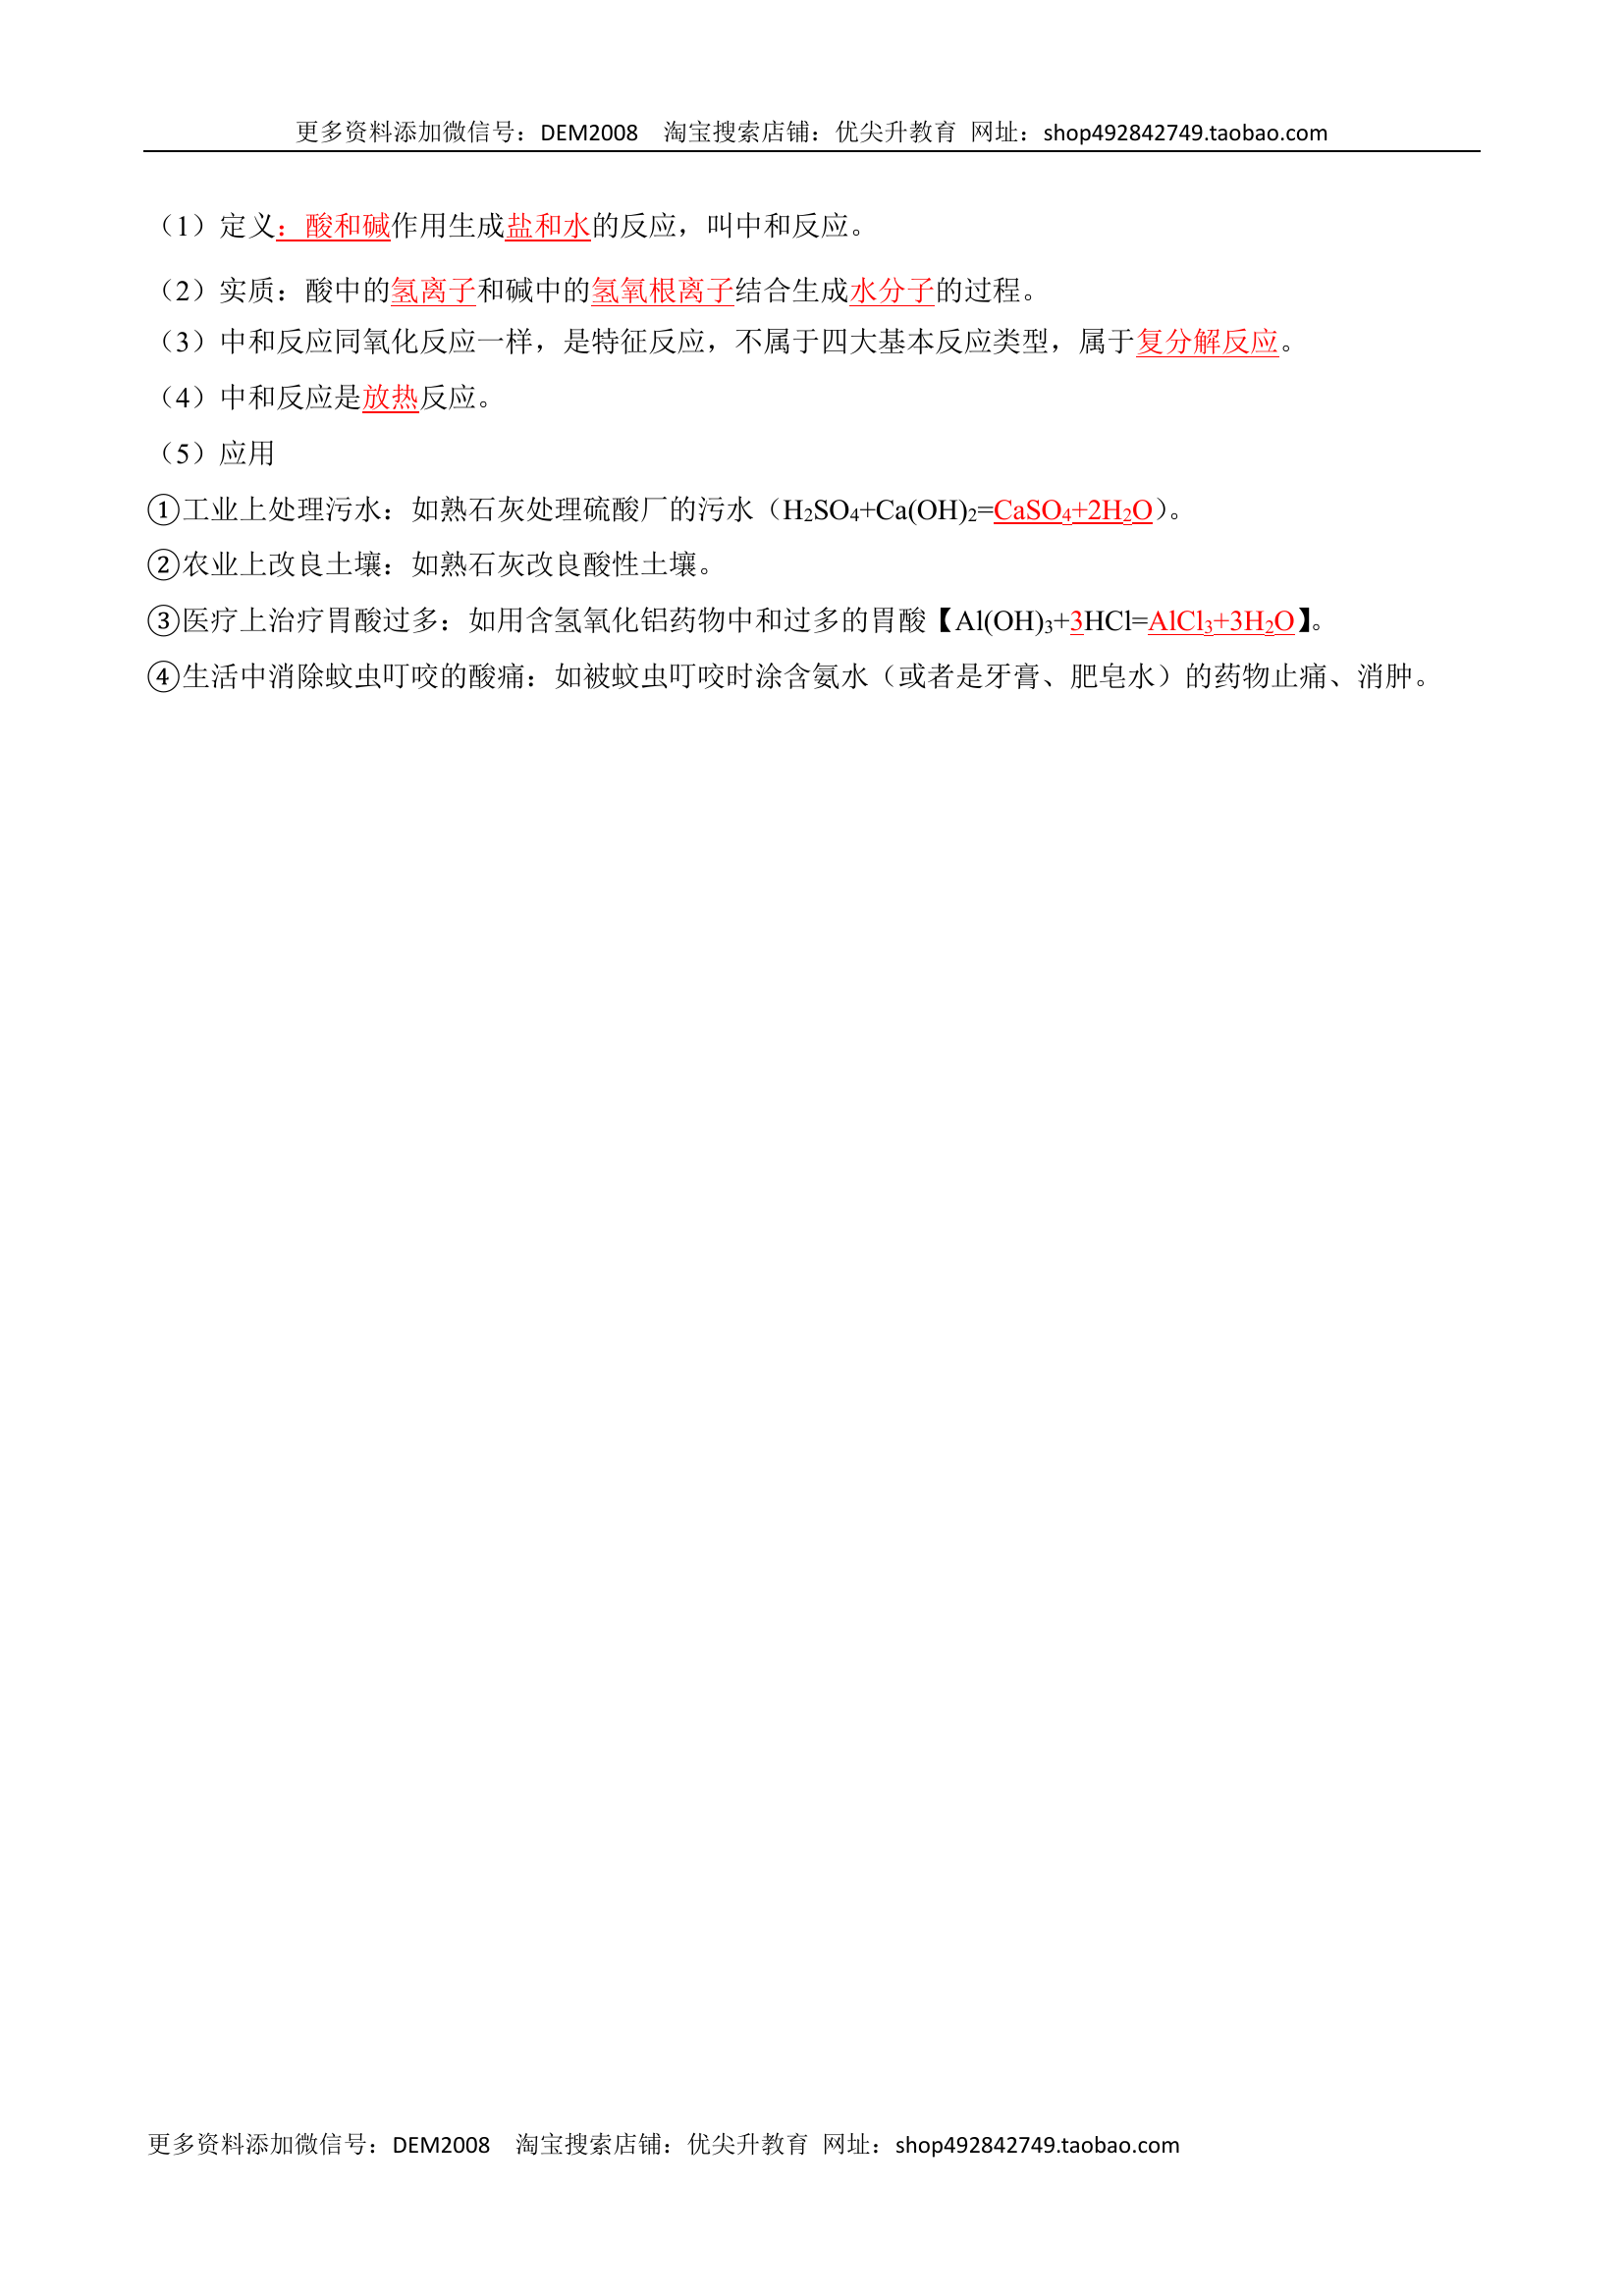 更多资料添加微信号：DEM2008 淘宝搜索店铺：优尖升教育 网址：shop492842749.taobao.com
（1）定义：酸和碱作用生成盐和水的反应，叫中和反应。
（2）实质：酸中的氢离子和碱中的氢氧根离子结合生成水分子的过程。
（3）中和反应同氧化反应一样，是特征反应，不属于四大基本反应类型，属于复分解反应。
（4）中和反应是放热反应。
（5）应用
①工业上处理污水：如熟石灰处理硫酸厂的污水（H₂SO₄+Ca(OH)₂=CaSO₄+2H₂O）。
②农业上改良土壤：如熟石灰改良酸性土壤。
③医疗上治疗胃酸过多：如用含氢氧化铝药物中和过多的胃酸【Al(OH)₃+3HCl=AlCl₃+3H₂O】。
④生活中消除蚊虫叮咬的酸痛：如被蚊虫叮咬时涂含氨水（或者是牙膏、肥皂水）的药物止痛、消肿。
更多资料添加微信号：DEM2008 淘宝搜索店铺：优尖升教育 网址：shop492842749.taobao.com